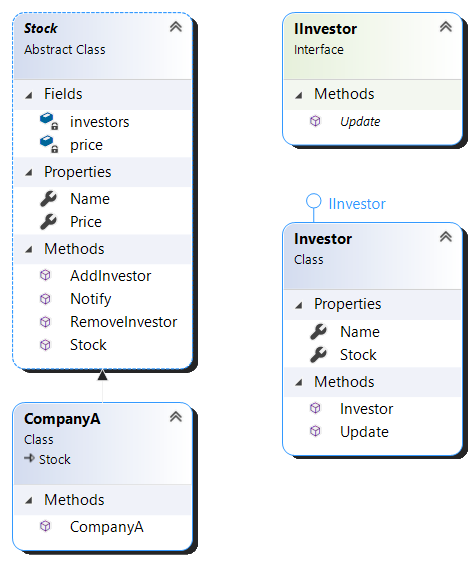 Stock
Abstract Class
Fields
investors
price
Properties
Name
Price
Methods
AddInvestor
Notify
RemoveInvestor
Stock
CompanyA
Class
Stock
Methods
CompanyA
IInvestor
Interface
Methods
Update
IInvestor
Investor
Class
Properties
Name
Stock
Methods
Investor
Update